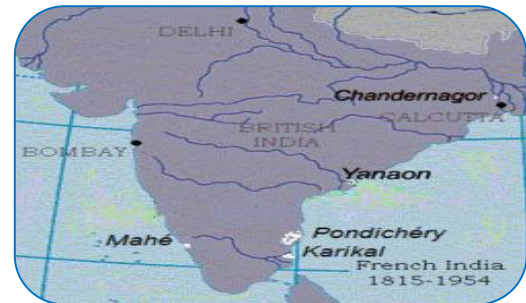 DELHI
Chandernagor
CALCUTTA
BRITISH
INDIA
BOMBAY
Yanaon
Mahé
Pondichéry
Karikal
French India
1815-1954